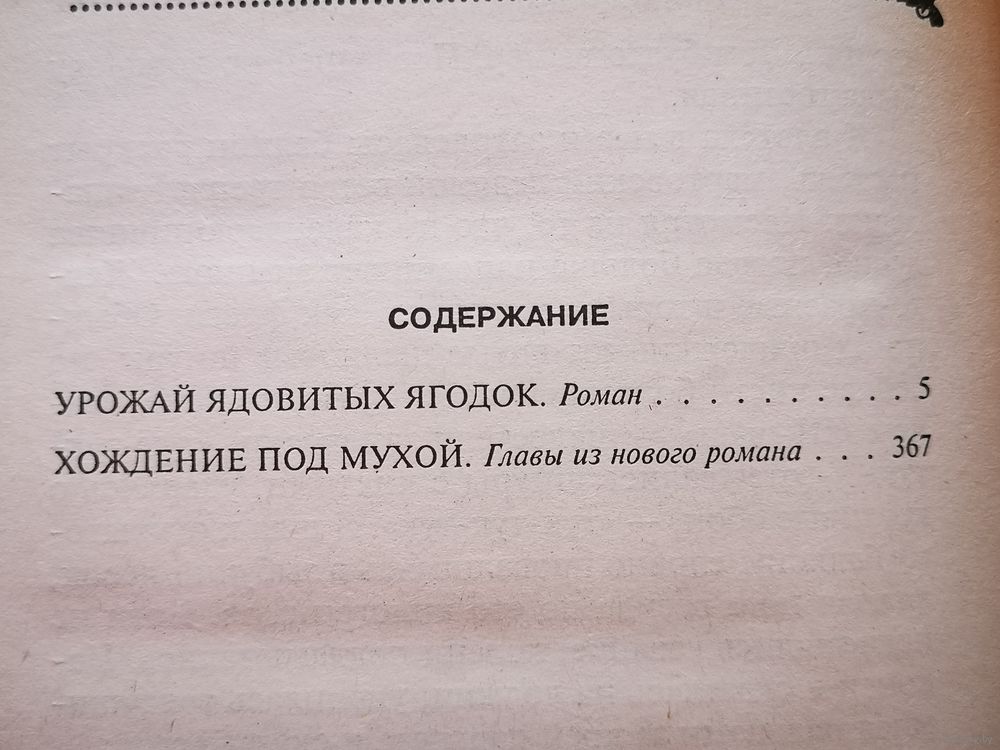 СОДЕРЖАНИЕ
УРОЖАЙ ЯДОВИТЫХ ЯГОДОК. Роман . . . . . . . . . . 5
ХОЖДЕНИЕ ПОД МУХОЙ. Главы из нового романа . . . 367